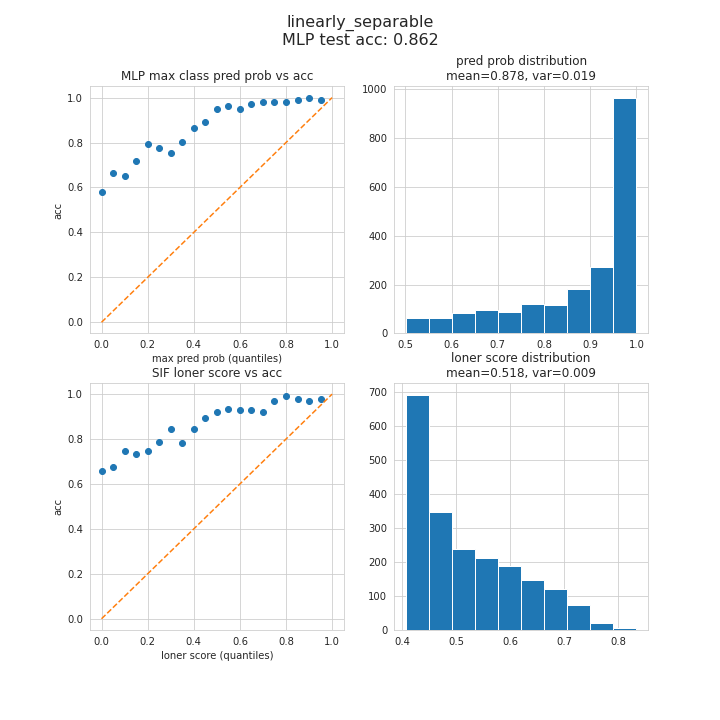 linearly_separable
MLP test acc: 0.862
MLP max class pred prob vs acc
1.0
0.8
0.6
0.4
0.2
0.0
acc
0.0 0.2 0.4 0.6 0.8 1.0
max pred prob (quantiles)
pred prob distribution
mean=0.878, var=0.019
1000
800
600
400
200
0
0.5 0.6 0.7 0.8 0.9 1.0
SIF loner score vs acc
1.0
0.8
0.6
0.4
0.2
0.0
acc
0.0 0.2 0.4 0.6 0.8 1.0
loner score (quantiles)
loner score distribution
mean=0.518, var=0.009
700
600
500
400
300
200
100
0
0.4 0.5 0.6 0.7 0.8